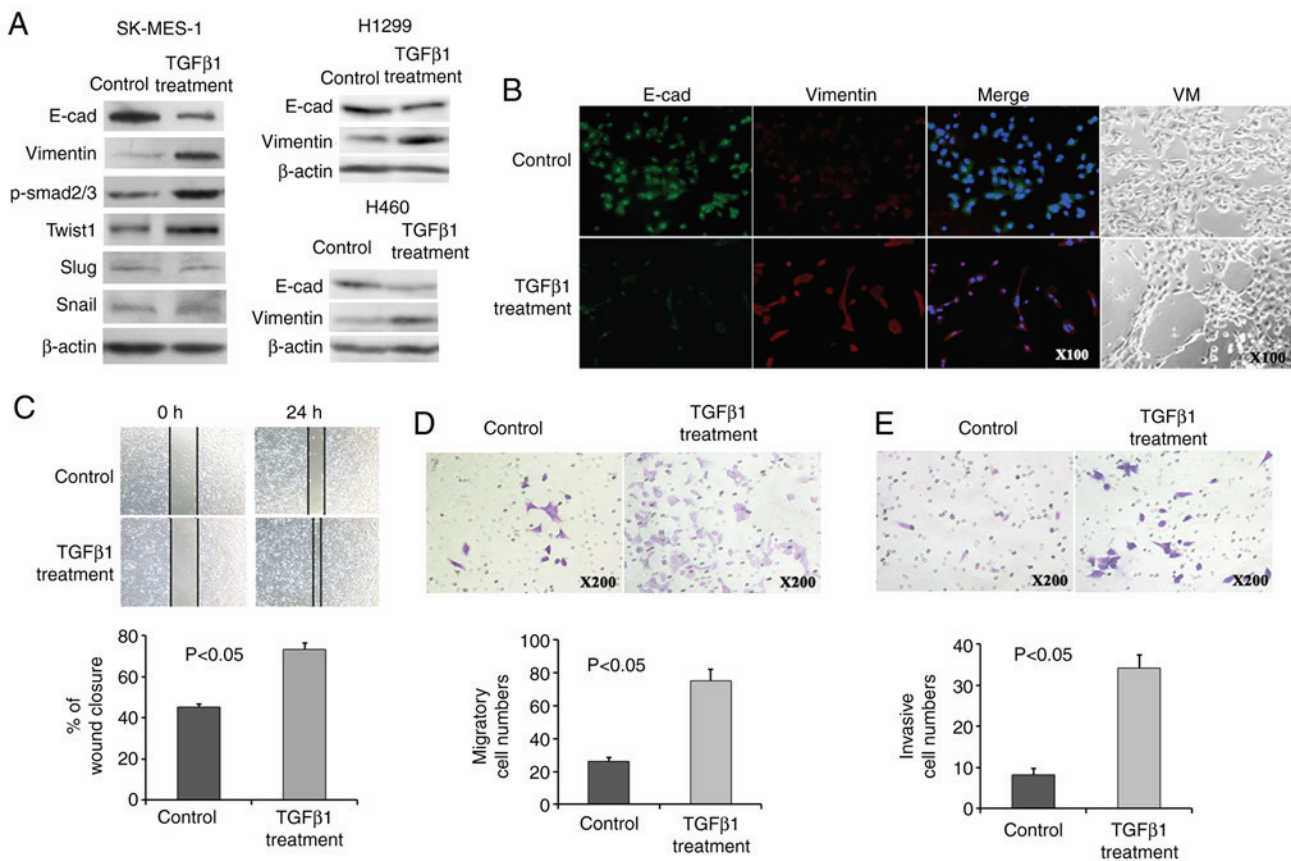 A
SK-MES-1
Control
TGFβ1
treatment
E-cad
Vimentin
p-smad2/3
Twist1
Slug
Snail
β-actin
H1299
Control
TGFβ1
treatment
E-cad
Vimentin
β-actin
H460
Control
TGFβ1
treatment
E-cad
Vimentin
β-actin
B
E-cad
Vimentin
Merge
VM
Control
TGFβ1
treatment
X100
X100
C
0 h
24 h
Control
TGFβ1
treatment
% of
wound closure
80
60
40
20
0
P<0.05
Control
TGFβ1
treatment
D
Control
TGFβ1
treatment
X200
X200
Migratory
cell numbers
100
80
60
40
20
0
P<0.05
Control
TGFβ1
treatment
E
Control
TGFβ1
treatment
X200
X200
Invasive
cell numbers
40
30
20
10
0
P<0.05
Control
TGFβ1
treatment